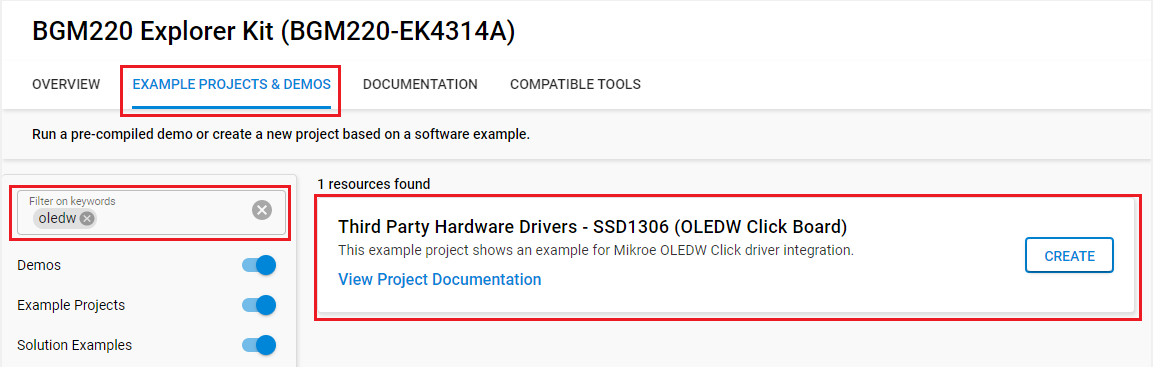 BGM220 Explorer Kit (BGM220-EK4314A)
OVERVIEW EXAMPLE PROJECTS & DEMOS DOCUMENTATION COMPATIBLE TOOLS
Run a pre-compiled demo or create a new project based on a software example.
Filter on keywords
oledw
Demos
Example Projects
Solution Examples
1 resources found
Third Party Hardware Drivers - SSD1306 (OLEDW Click Board)
This example project shows an example for Mikroe OLEDW Click driver integration.
View Project Documentation
CREATE